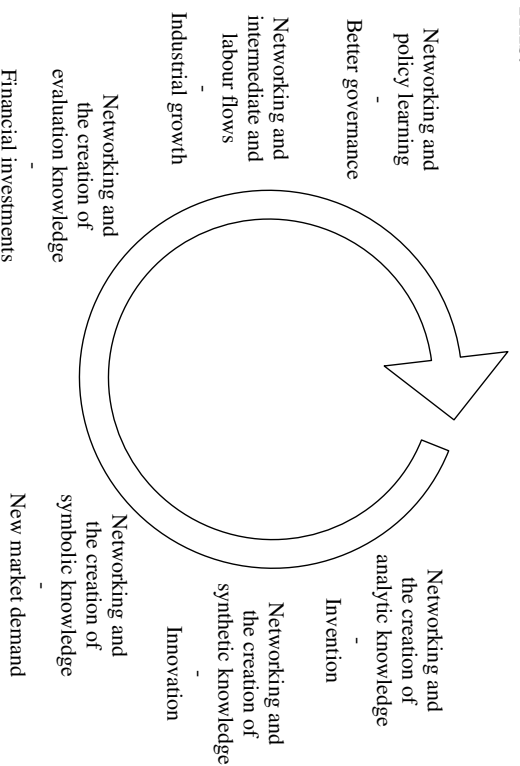 Networking and
policy learning
-
Better governance
Networking and
intermediate and
labour flows
-
Industrial growth
Networking and
the creation of
evaluation knowledge
-
Financial investments
Networking and
the creation of
analytic knowledge
-
Invention
Networking and
the creation of
synthetic knowledge
-
Innovation
Networking and
the creation of
symbolic knowledge
-
New market demand